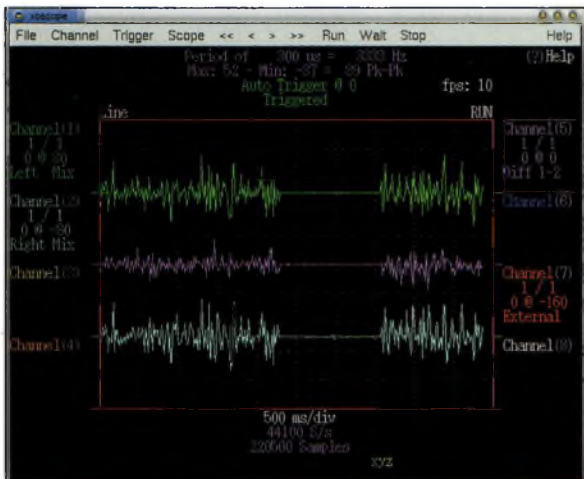 xoscope
File Channel Trigger Scope << < > >> Run Wait Stop Help
Period of 300 us = 3333 Hz
(?)Help
Max: 52 - Min: -37 = 89 Pk-Pk
Auto Trigger @ 0
fps: 10
Triggered
Line
RUN
Channel(1)
1 / 1
0 @ 80
Left Mix
Channel(2)
1 / 1
0 @ -80
Right Mix
Channel(3)
Channel(4)
Channel(5)
1 / 1
0 @ 0
Diff 1-2
Channel(6)
Channel(7)
1 / 1
0 @ -160
External
Channel(8)
500 ms/div
44100 S/s
220500 Samples
xyz